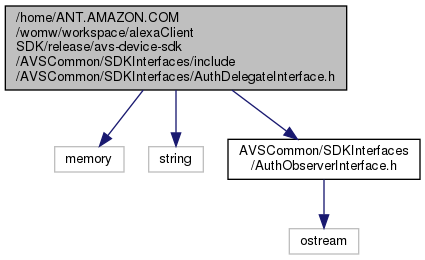 /home/ANT.AMAZON.COM
/womw/workspace/alexaClient
SDK/release/avs-device-sdk
/AVSCommon/SDKInterfaces/include
/AVSCommon/SDKInterfaces/AuthDelegateInterface.h
memory
string
AVSCommon/SDKInterfaces
/AuthObserverInterface.h
ostream